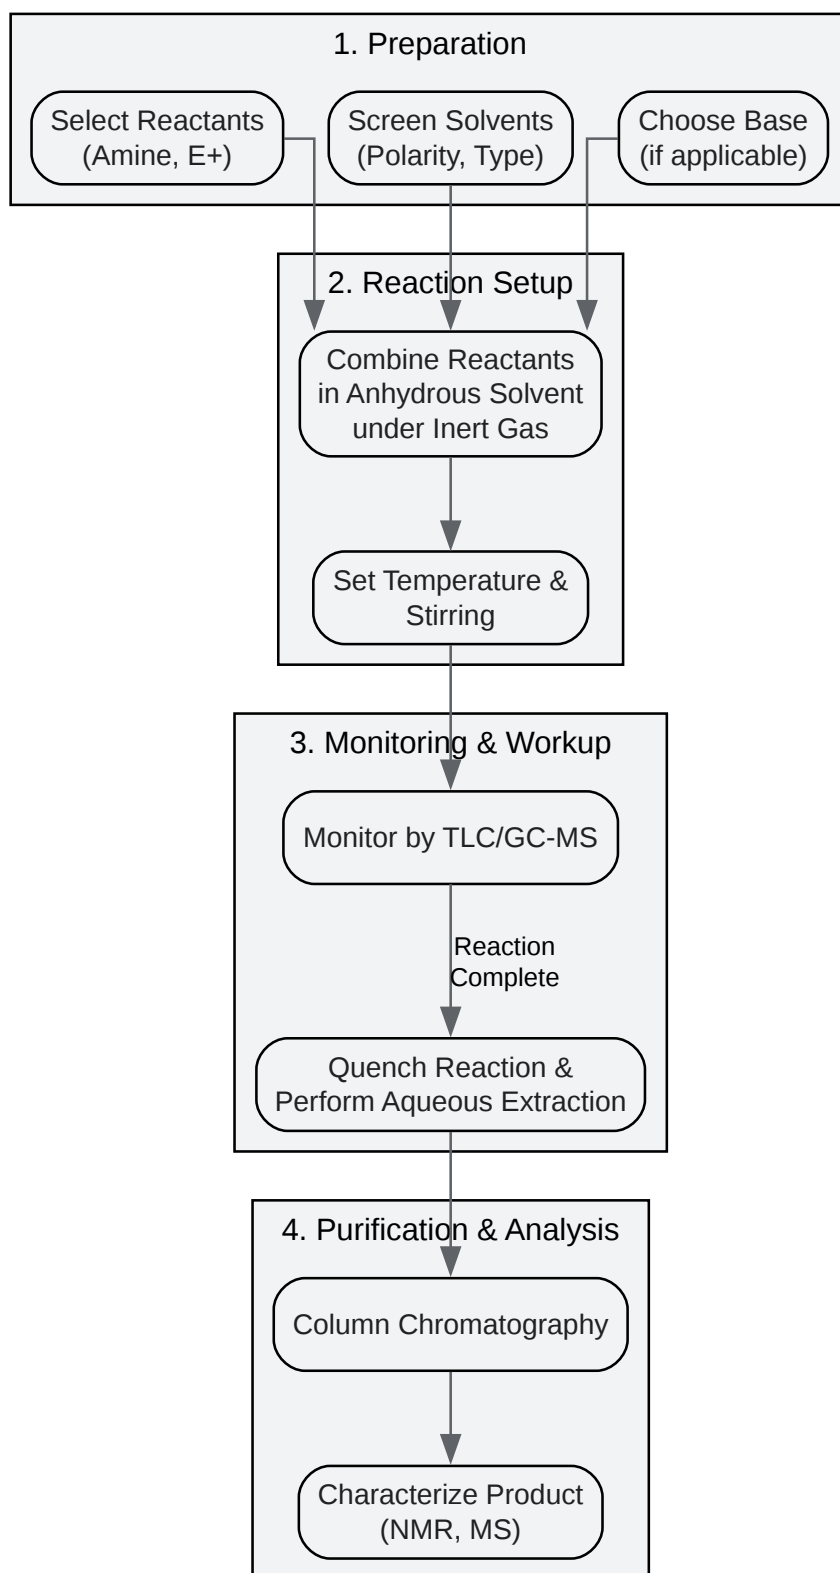 1. Preparation
Select Reactants
(Amine, E+)
Screen Solvents
(Polarity, Type)
Choose Base
(if applicable)
2. Reaction Setup
Combine Reactants
in Anhydrous Solvent
under Inert Gas
Set Temperature &
Stirring
3. Monitoring & Workup
Monitor by TLC/GC-MS
Reaction
Complete
Quench Reaction &
Perform Aqueous Extraction
4. Purification & Analysis
Column Chromatography
Characterize Product
(NMR, MS)